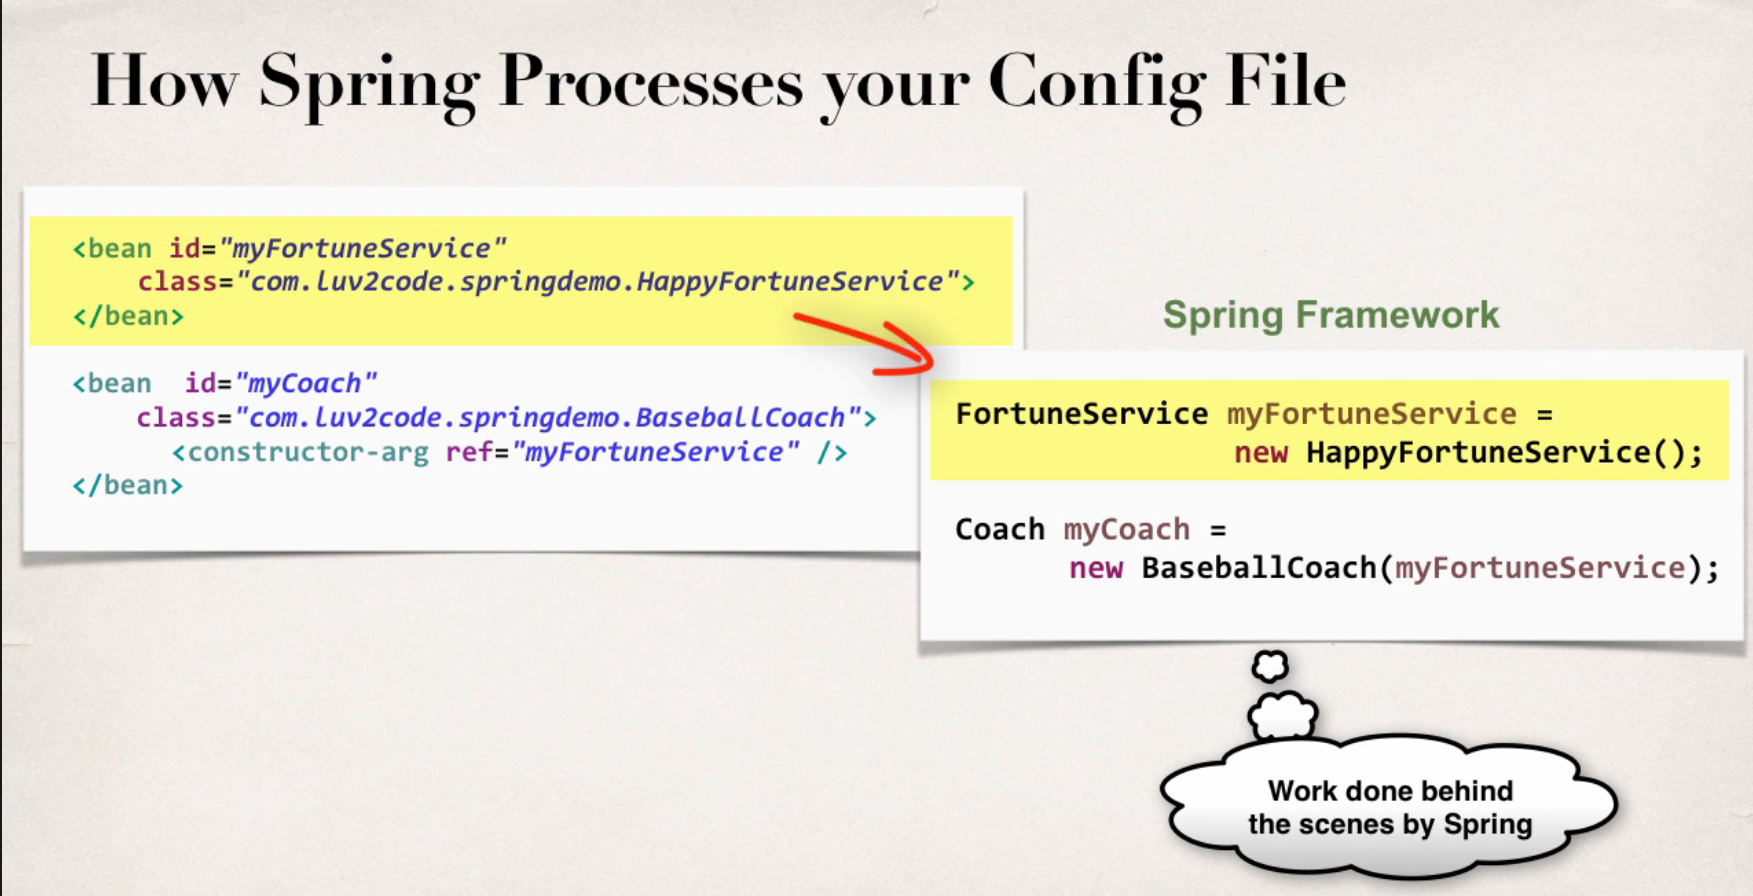 How Spring Processes your Config File
<bean id="myFortuneService"
class="com.luv2code.springdemo.HappyFortuneService">
</bean>
<bean id="myCoach"
class="com.luv2code.springdemo.BaseballCoach">
<constructor-arg ref="myFortuneService" />
</bean>
Spring Framework
FortuneService myFortuneService =
new HappyFortuneService();
Coach myCoach =
new BaseballCoach(myFortuneService);
Work done behind
the scenes by Spring